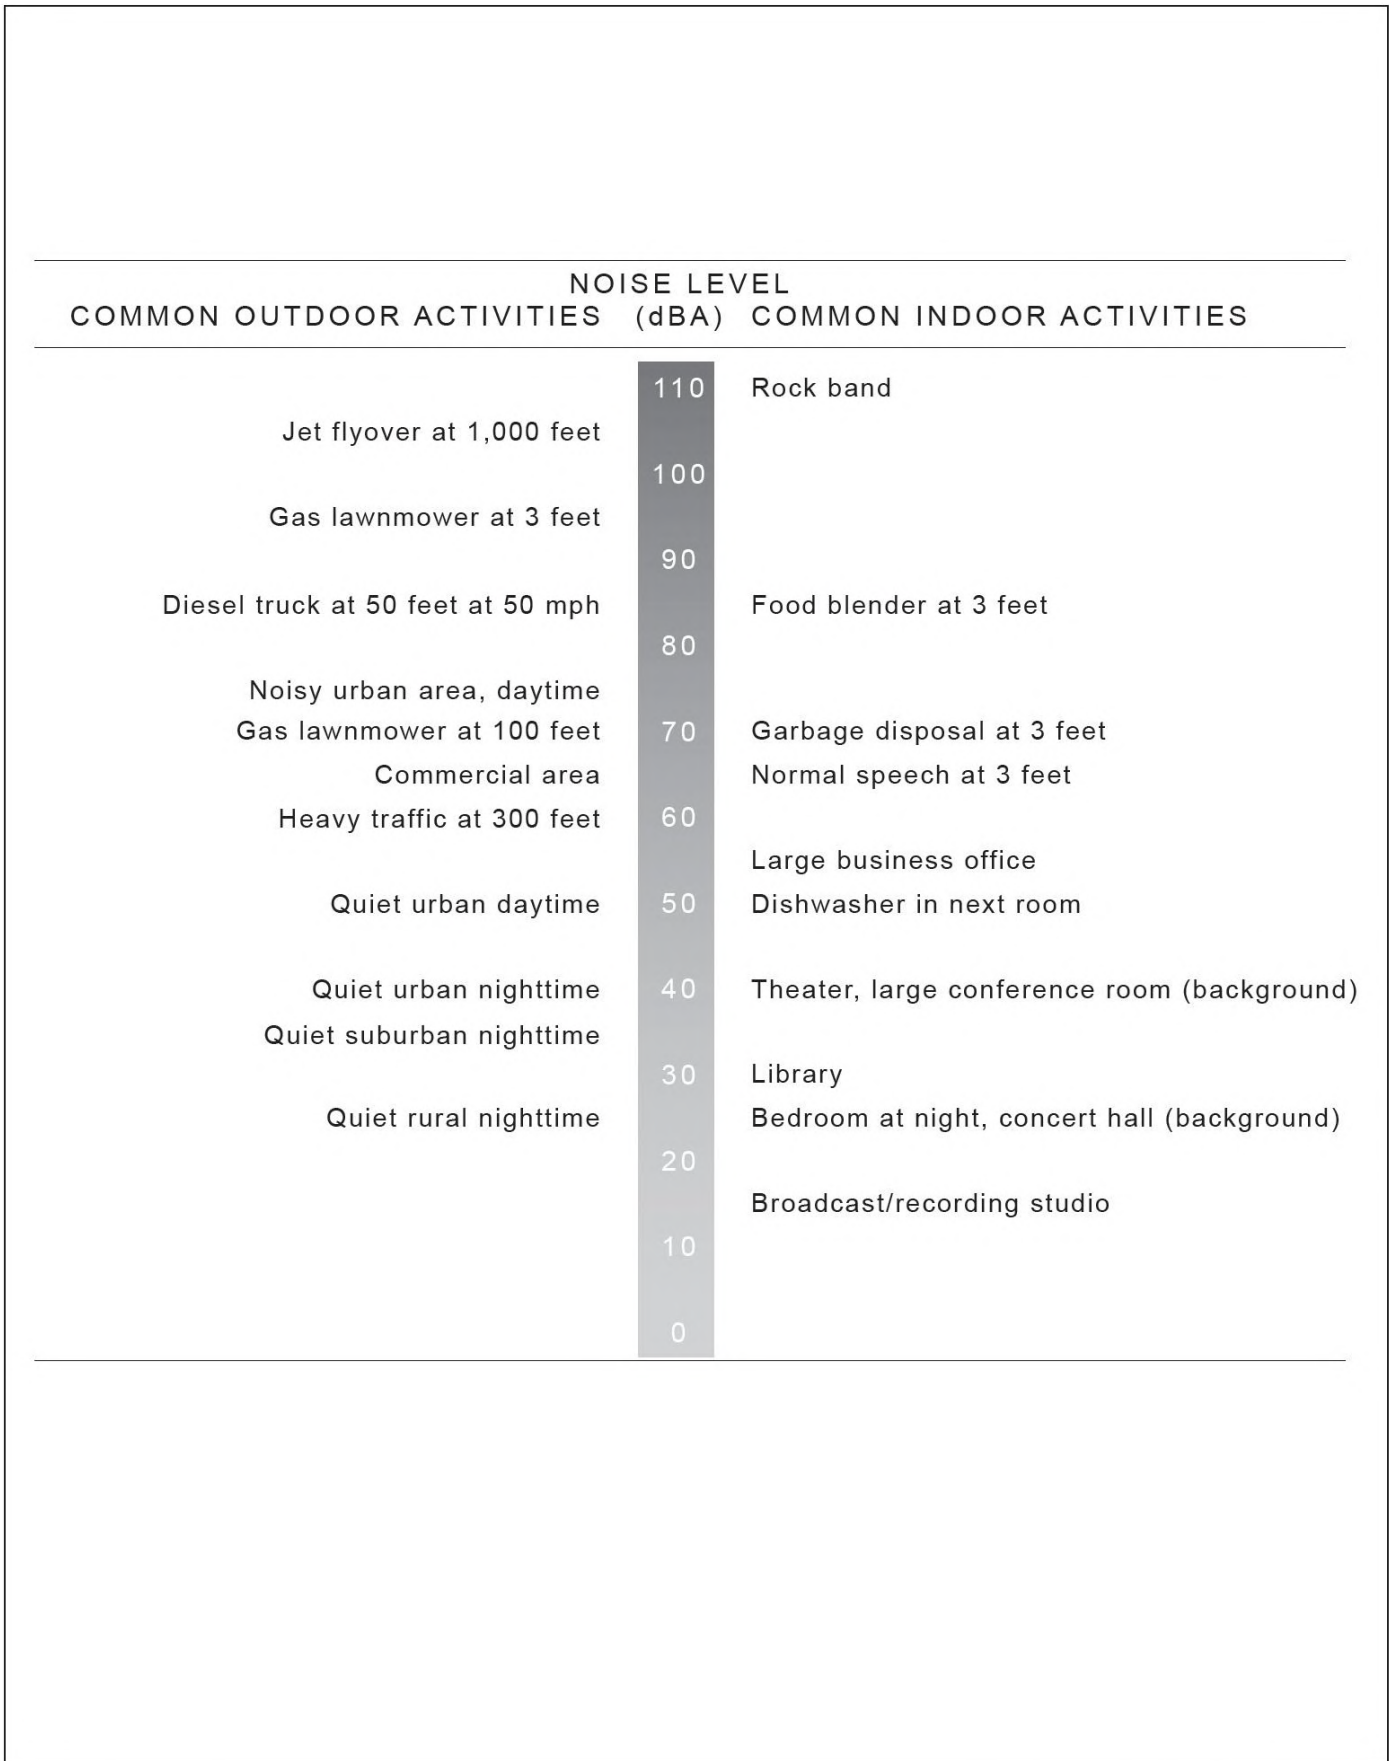 NOISE LEVEL
COMMON OUTDOOR ACTIVITIES (dBA) COMMON INDOOR ACTIVITIES
110 Rock band
Jet flyover at 1,000 feet
100
Gas lawnmower at 3 feet
90
Diesel truck at 50 feet at 50 mph Food blender at 3 feet
80
Noisy urban area, daytime
Gas lawnmower at 100 feet 70 Garbage disposal at 3 feet
Commercial area Normal speech at 3 feet
Heavy traffic at 300 feet 60
Large business office
Quiet urban daytime 50 Dishwasher in next room
Quiet urban nighttime 40 Theater, large conference room (background)
Quiet suburban nighttime
30 Library
Quiet rural nighttime Bedroom at night, concert hall (background)
20
Broadcast/recording studio
10
0